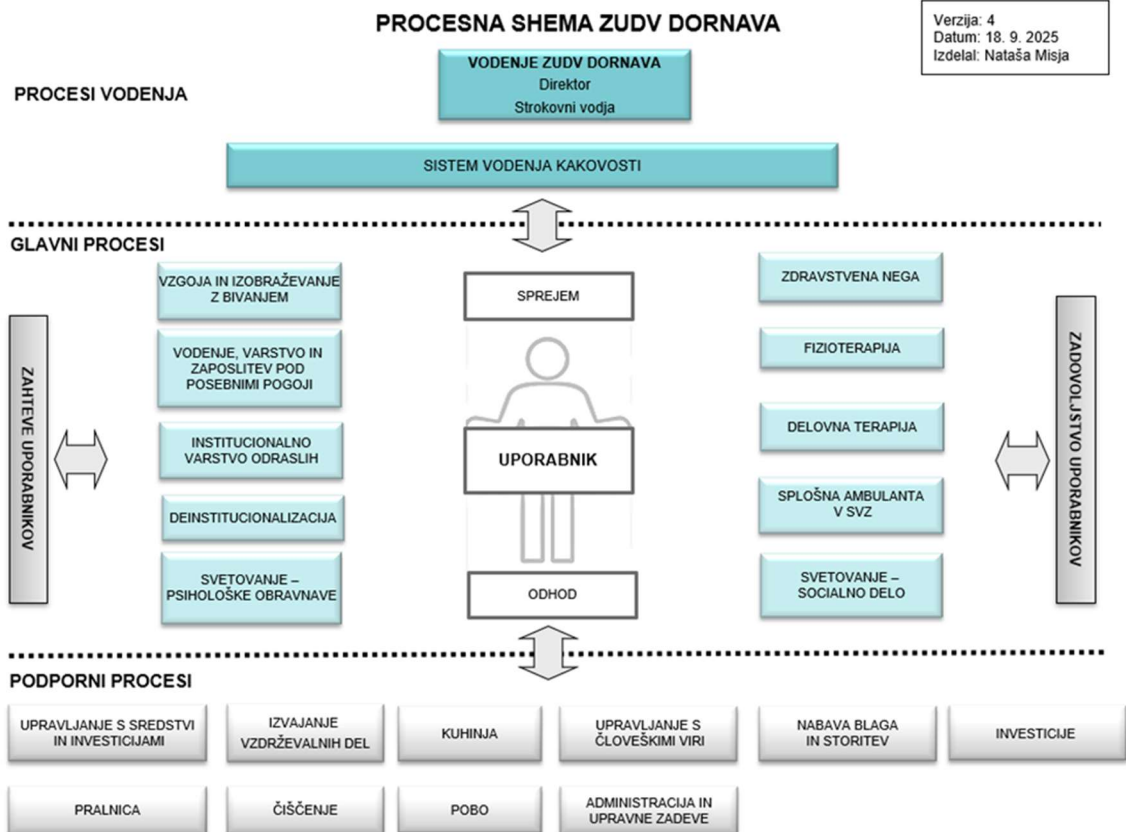 PROCESNA SHEMA ZUDV DORNAVA
Verzija: 4
Datum: 18. 9. 2025
Izdelal: Nataša Misja
PROCESI VODENJA
VODENJE ZUDV DORNAVA
Direktor
Strokovni vodja
SISTEM VODENJA KAKOVOSTI
GLAVNI PROCESI
ZAHTEVE UPORABNIKOV
VZGOJA IN IZOBRAŽEVANJE
Z BIVANJEM
VODENJE, VARSTVO IN
ZAPOSLITEV POD
POSEBNIMI POGOJI
INSTITUCIONALNO
VARSTVO ODRASLIH
DEINSTITUCIONALIZACIJA
SVETOVANJE –
PSIHOLOŠKE OBRAVNAVE
SPREJEM
UPORABNIK
ODHOD
ZDRAVSTVENA NEGA
FIZIOTERAPIJA
DELOVNA TERAPIJA
SPLOŠNA AMBULANTA
V SVZ
SVETOVANJE –
SOCIALNO DELO
ZADOVOLJSTVO UPORABNIKOV
PODPORNI PROCESI
UPRAVLJANJE S SREDSTVI
IN INVESTICIJAMI
IZVAJANJE
VZDRŽEVALNIH DEL
KUHINJA
UPRAVLJANJE S
ČLOVEŠKIMI VIRI
NABAVA BLAGA
IN STORITEV
INVESTICIJE
PRALNICA
ČIŠČENJE
POBO
ADMINISTRACIJA IN
UPRAVNE ZADEVE